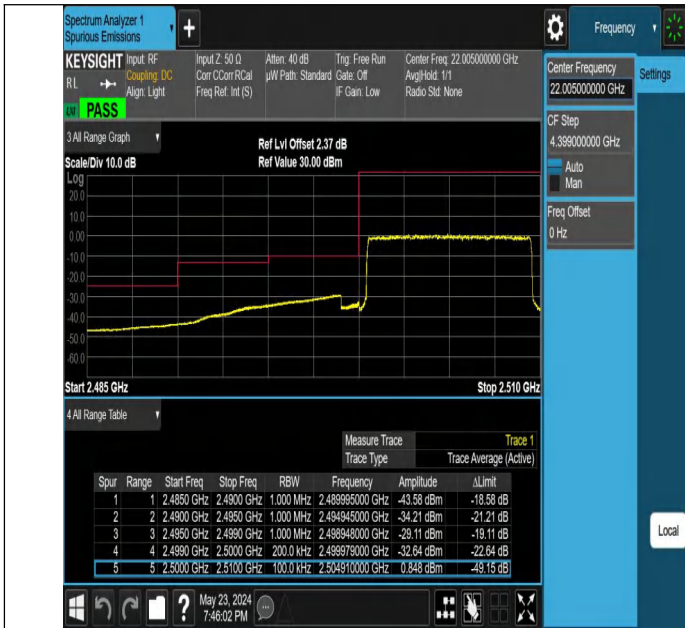 Spectrum Analyzer 1
Spurious Emissions
Frequency
KEYSIGHT
RL
PASS
Input: RF
Coupling: DC
Align: Light
Input Z: 50 Ω
Corr CCorr RCal
Freq Ref: Int (S)
Atten: 40 dB
µW Path: Standard
Trig: Free Run
Gate: Off
IF Gain: Low
Center Freq: 22.005000000 GHz
Avg|Hold: 1/1
Radio Std: None
Center Frequency
22.005000000 GHz
Settings
CF Step
4.399000000 GHz
Auto
Man
Freq Offset
0 Hz
Local
3 All Range Graph
Scale/Div 10.0 dB
Ref Lvl Offset 2.37 dB
Ref Value 30.00 dBm
Log
20.0
10.0
0.00
-10.0
-20.0
-30.0
-40.0
-50.0
-60.0
Start 2.485 GHz
Stop 2.510 GHz
4 All Range Table
Measure Trace Trace 1
Trace Type Trace Average (Active)
Spur Range Start Freq Stop Freq RBW Frequency Amplitude ΔLimit
1 1 2.4850 GHz 2.4900 GHz 1.000 MHz 2.489995000 GHz -43.58 dBm -18.58 dB
2 2 2.4900 GHz 2.4950 GHz 1.000 MHz 2.494945000 GHz -34.21 dBm -21.21 dB
3 3 2.4950 GHz 2.4990 GHz 1.000 MHz 2.498948000 GHz -29.11 dBm -19.11 dB
4 4 2.4990 GHz 2.5000 GHz 200.0 kHz 2.499979000 GHz -32.64 dBm -22.64 dB
5 5 2.5000 GHz 2.5100 GHz 100.0 kHz 2.504910000 GHz 0.848 dBm -49.15 dB
May 23, 2024
7:46:02 PM